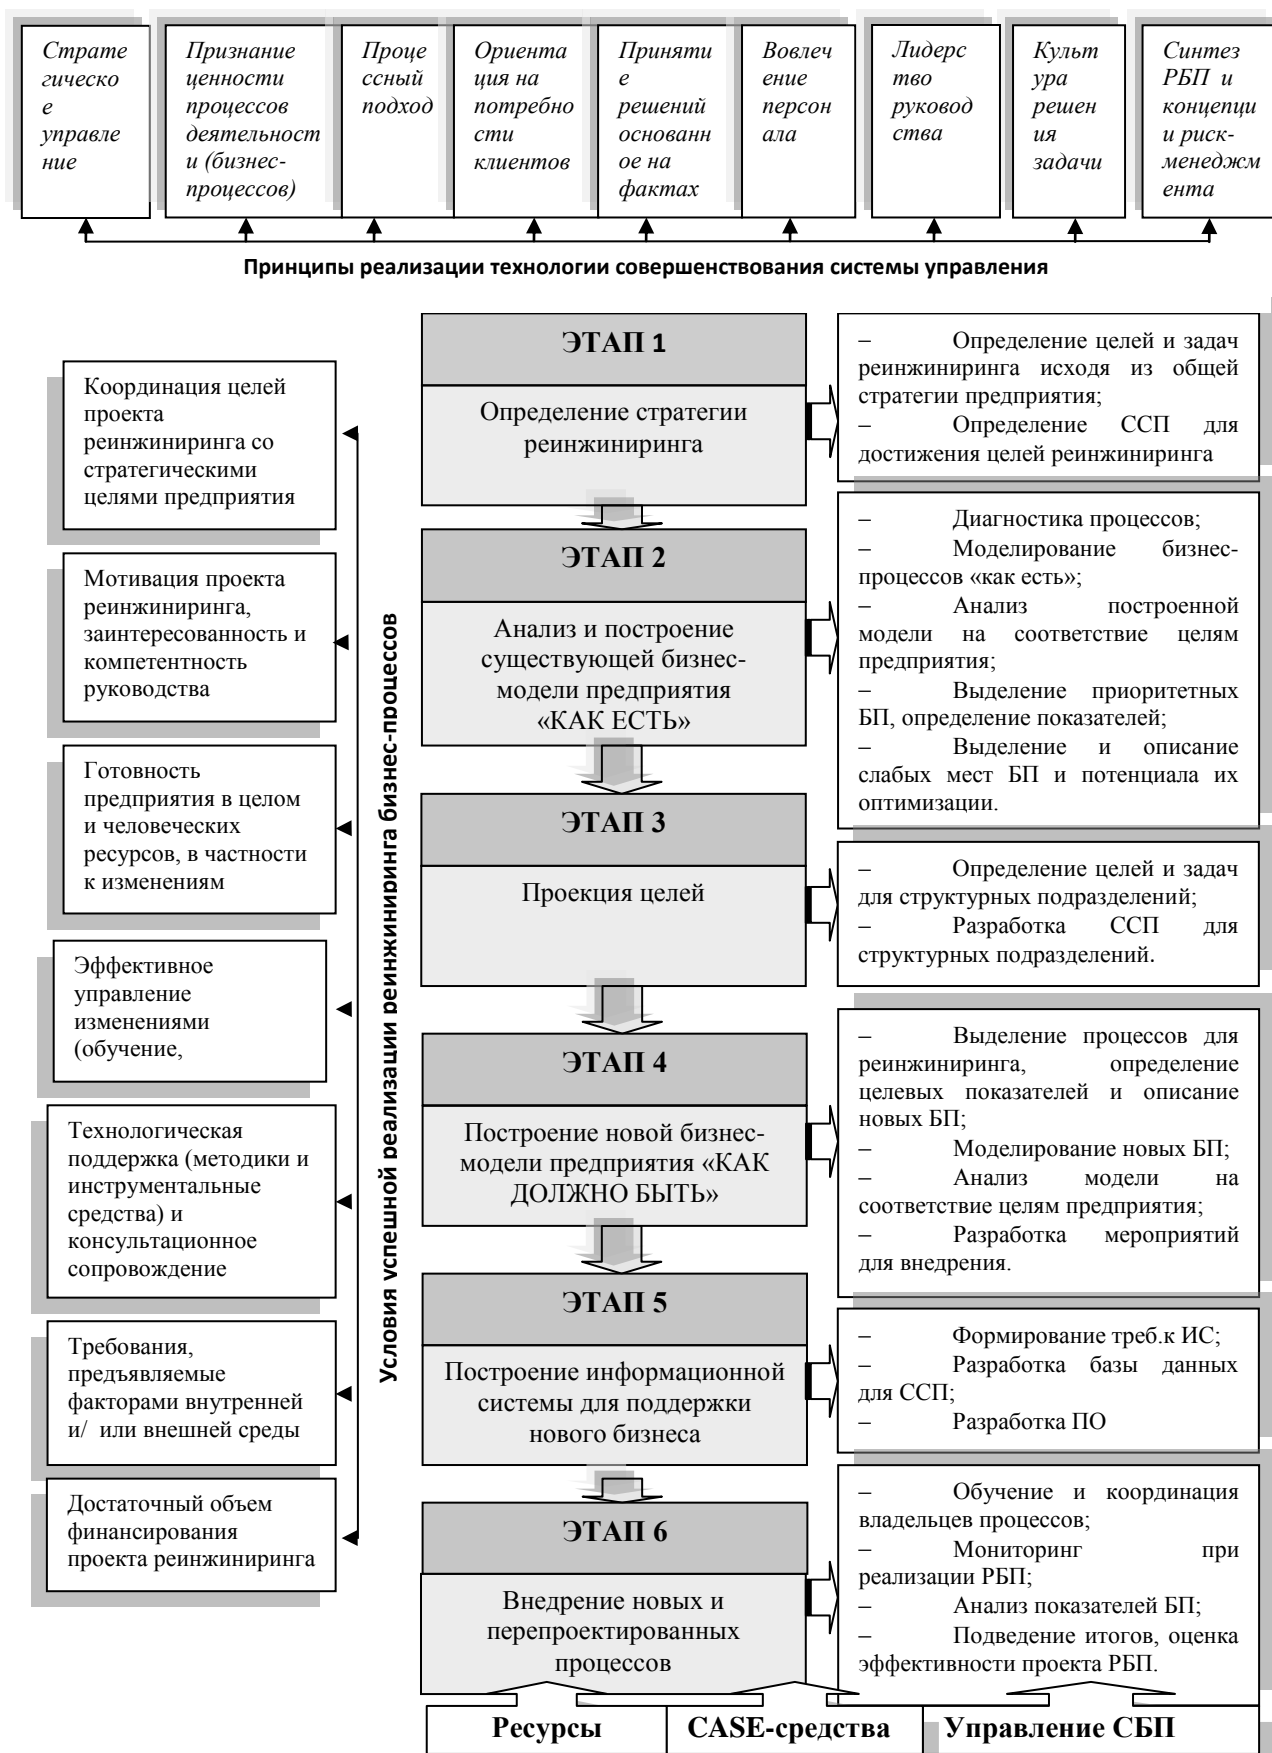 Страте
гическо
е
управле
ние
Признание
ценности
процессов
деятельност
и (бизнес-
процессов)
Проце
ссный
подход
Ориента
ция на
потребно
сти
клиентов
Приняти
е
решений
основанн
ое на
фактах
Вовлеч
ение
персон
ала
Лидер
ство
руковод
ства
Культ
ура
решен
ия
задачи
Синтез
РБП и
концепци
и риск-
менеджм
ента
Принципы реализации технологии совершенствования системы управления
Координация целей
проекта
реинжиниринга со
стратегическими
целями предприятия
Мотивация проекта
реинжиниринга,
заинтересованность и
компетентность
руководства
Готовность
предприятия в целом
и человеческих
ресурсов, в частности
к изменениям
Эффективное
управление
изменениями
(обучение,
Технологическая
поддержка (методики и
инструментальные
средства) и
консультационное
сопровождение
Требования,
предъявляемые
факторами внутренней
и/ или внешней среды
Достаточный объем
финансирования
проекта реинжиниринга
Условия успешной реализации реинжиниринга бизнес-процессов
ЭТАП 1
Определение стратегии
реинжиниринга
– Определение целей и задач
реинжиниринга исходя из общей
стратегии предприятия;
– Определение ССП для
достижения целей реинжиниринга
ЭТАП 2
Анализ и построение
существующей бизнес-
модели предприятия
«КАК ЕСТЬ»
– Диагностика процессов;
– Моделирование бизнес-
процессов «как есть»;
– Анализ построенной
модели на соответствие целям
предприятия;
– Выделение приоритетных
БП, определение показателей;
– Выделение и описание
слабых мест БП и потенциала их
оптимизации.
ЭТАП 3
Проекция целей
– Определение целей и задач
для структурных подразделений;
– Разработка ССП для
структурных подразделений.
ЭТАП 4
Построение новой бизнес-
модели предприятия «КАК
ДОЛЖНО БЫТЬ»
– Выделение процессов для
реинжиниринга, определение
целевых показателей и описание
новых БП;
– Моделирование новых БП;
– Анализ модели на
соответствие целям предприятия;
– Разработка мероприятий
для внедрения.
ЭТАП 5
Построение информационной
системы для поддержки
нового бизнеса
– Формирование треб.к ИС;
– Разработка базы данных
для ССП;
– Разработка ПО
ЭТАП 6
Внедрение новых и
перепроектированных
процессов
– Обучение и координация
владельцев процессов;
– Мониторинг при
реализации РБП;
– Анализ показателей БП;
– Подведение итогов, оценка
эффективности проекта РБП.
Ресурсы
CASE-средства
Управление СБП